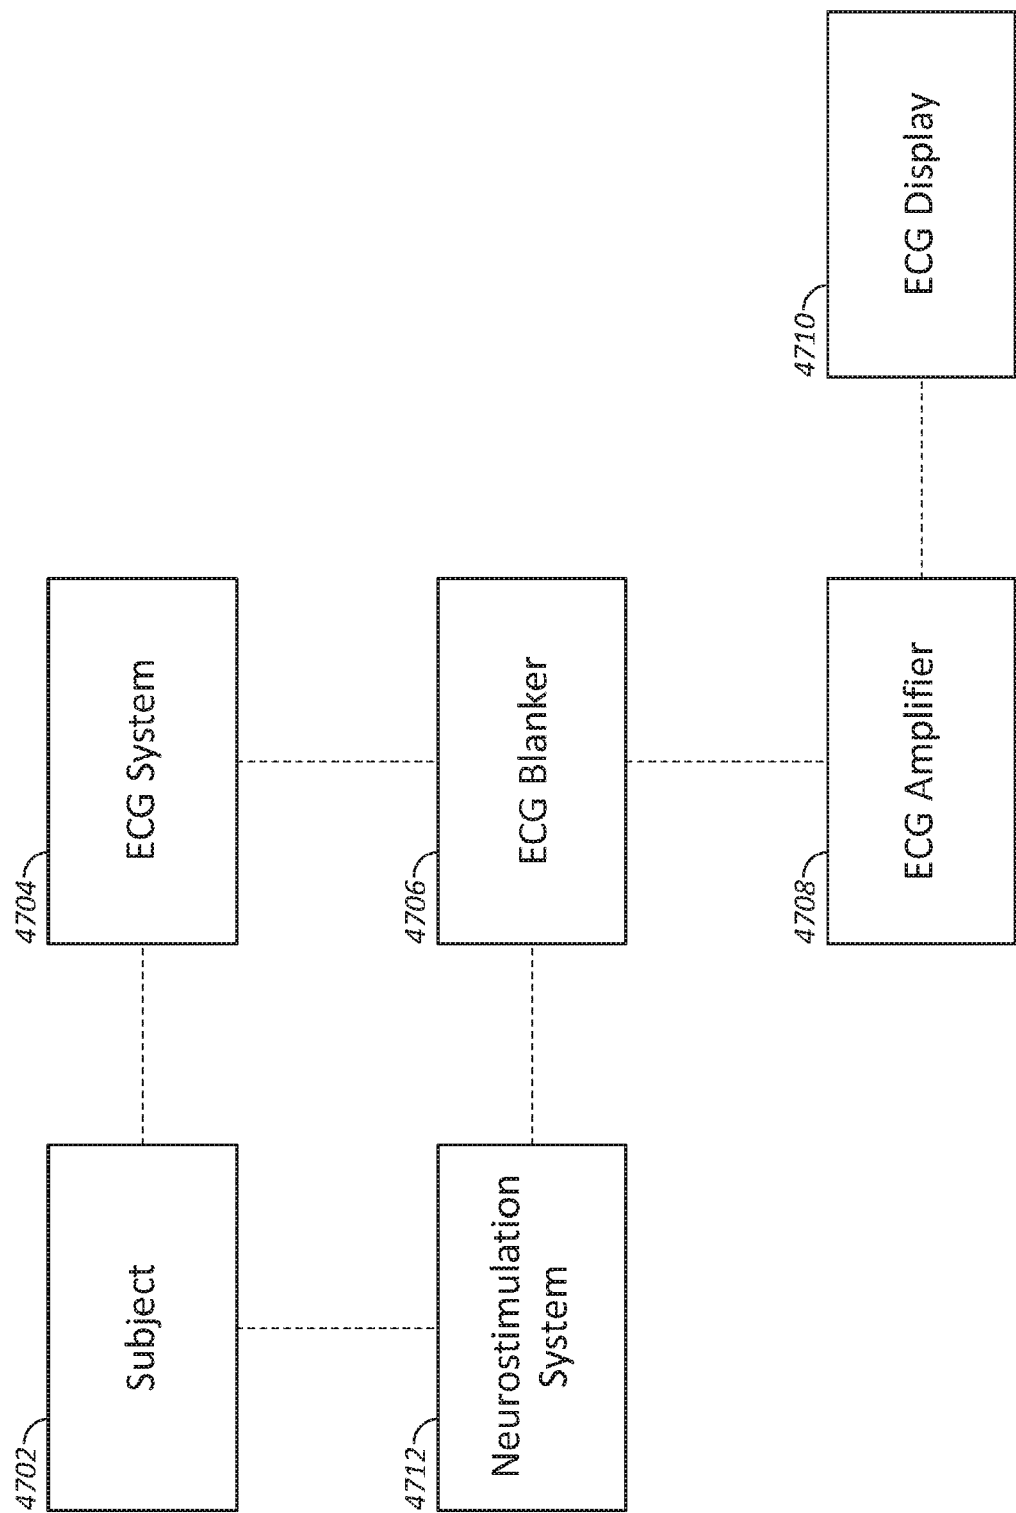 4702
Subject
4704
ECG System
4712
Neurostimulation
System
4706
ECG Blanker
4708
ECG Amplifier
4710
ECG Display